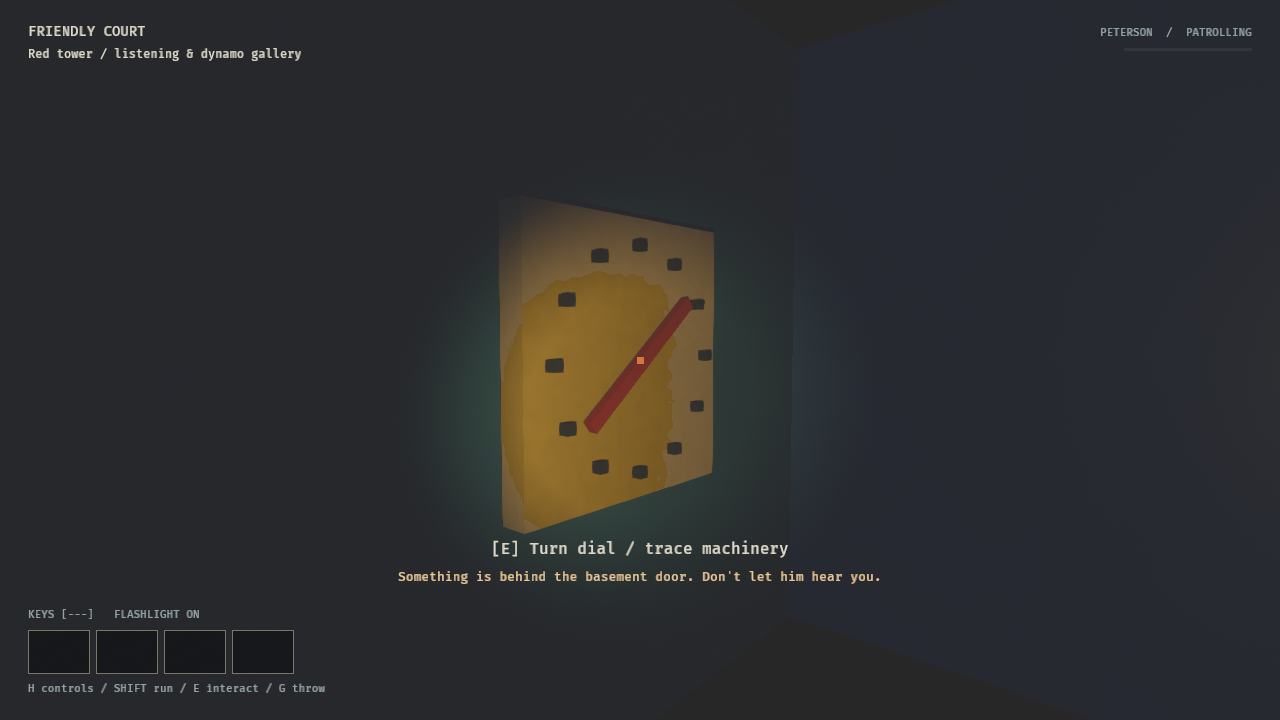 FRIENDLY COURT
Red tower / listening & dynamo gallery
PETERSON / PATROLLING
[E] Turn dial / trace machinery
Something is behind the basement door. Don't let him hear you.
KEYS [---] FLASHLIGHT ON
H controls / SHIFT run / E interact / G throw